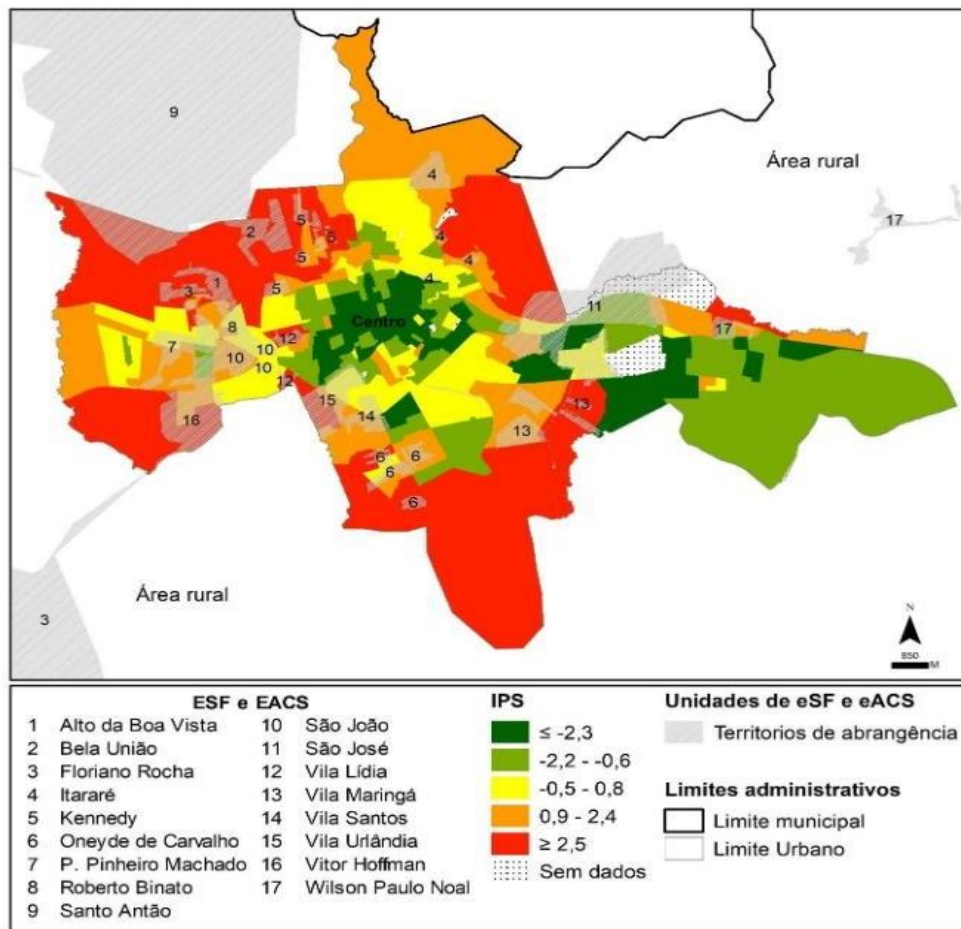 9
Área rural
4
17
5
2
5
4
5
4
1
5
4
3
11
8
Centro
17
12
7
10
10
10
12
15
13
14
16
13
6
6
6
6
Área rural
3
N
850
M
ESF e EACS
1 Alto da Boa Vista
2 Bela União
3 Floriano Rocha
4 Itararé
5 Kennedy
6 Oneyde de Carvalho
7 P. Pinheiro Machado
8 Roberto Binato
9 Santo Antão
10 São João
11 São José
12 Vila Lídia
13 Vila Maringá
14 Vila Santos
15 Vila Urlândia
16 Vitor Hoffman
17 Wilson Paulo Noal
IPS
≤ -2,3
-2,2 - -0,6
-0,5 - 0,8
0,9 - 2,4
≥ 2,5
Sem dados
Unidades de eSF e eACS
Territorios de abrangência
Limites administrativos
Limite municipal
Limite Urbano